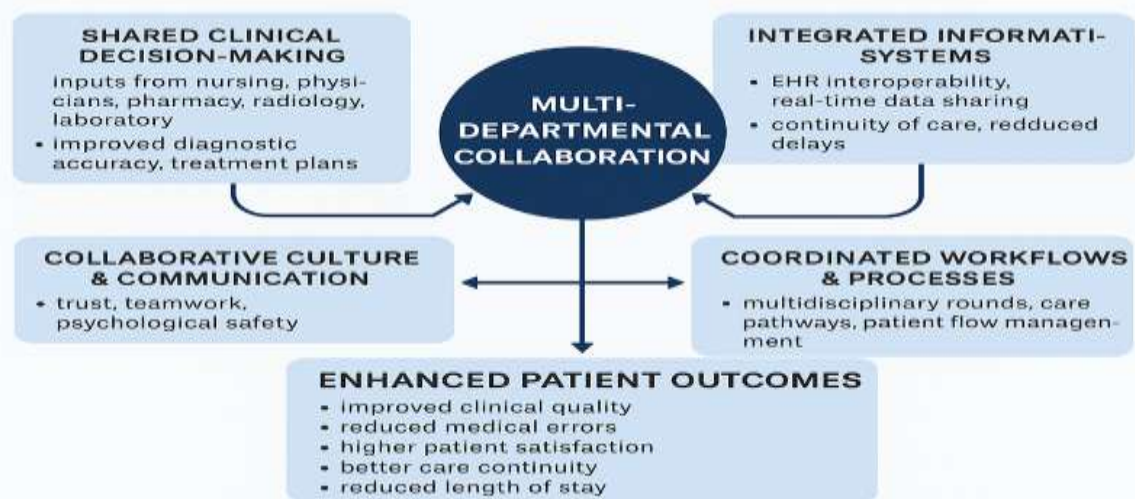 SHARED CLINICAL
DECISION-MAKING
inputs from nursing, physi-
cians, pharmacy, radiology,
laboratory
• improved diagnostic
accuracy, treatment plans
MULTI-
DEPARTMENTAL
COLLABORATION
INTEGRATED INFORMATI-
SYSTEMS
• EHR interoperability,
real-time data sharing
• continuity of care, redduced
delays
COLLABORATIVE CULTURE
& COMMUNICATION
• trust, teamwork,
psychological safety
COORDINATED WORKFLOWS
& PROCESSES
• multidisciplinary rounds, care
pathways, patient flow managen-
ment
ENHANCED PATIENT OUTCOMES
• improved clinical quality
• reduced medical errors
• higher patient satisfaction
• better care continuity
• reduced length of stay